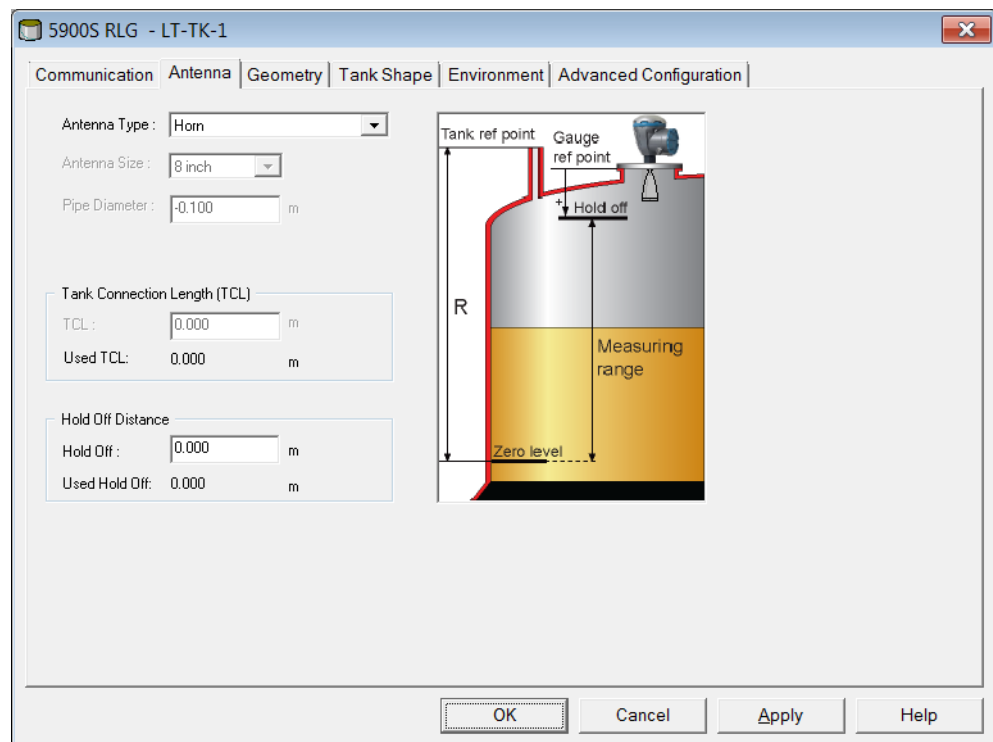 5900S RLG - LT-TK-1
Communication Antenna Geometry Tank Shape Environment Advanced Configuration
Antenna Type : Horn
Antenna Size : 8 inch
Pipe Diameter : -0.100 m
Tank Connection Length (TCL)
TCL : 0.000 m
Used TCL: 0.000 m
Hold Off Distance
Hold Off : 0.000 m
Used Hold Off: 0.000 m
Tank ref point
Gauge
ref point
+
Hold off
R
Measuring
range
Zero level
OK Cancel Apply Help